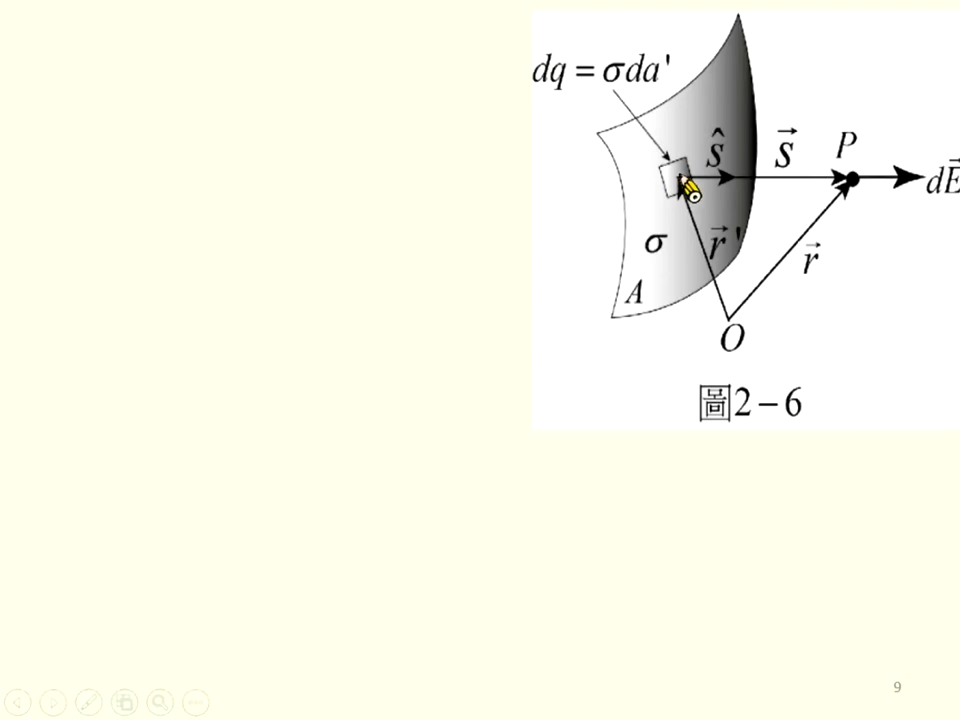 dq = σda'
ŝ
s⃗
P
dE⃗
σ
r⃗ '
r⃗
A
O
圖2－6
9